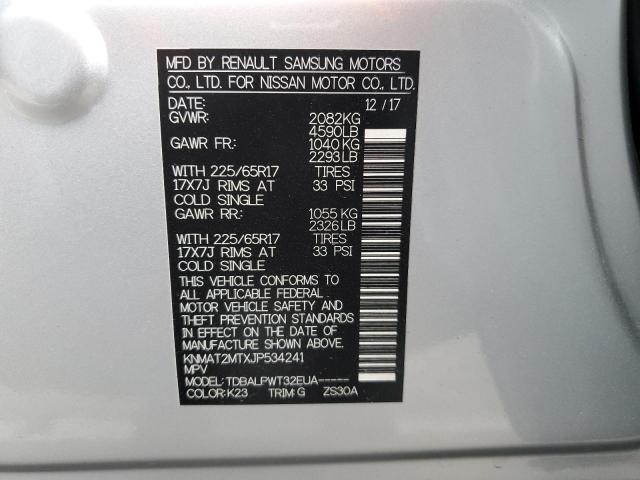 MFD BY RENAULT SAMSUNG MOTORS
CO., LTD. FOR NISSAN MOTOR CO., LTD.
DATE: 12 / 17
GVWR: 2082KG
4590LB
GAWR FR: 1040 KG
2293 LB
WITH 225/65R17 TIRES
17X7J RIMS AT 33 PSI
COLD SINGLE
GAWR RR: 1055 KG
2326 LB
WITH 225/65R17 TIRES
17X7J RIMS AT 33 PSI
COLD SINGLE
THIS VEHICLE CONFORMS TO
ALL APPLICABLE FEDERAL
MOTOR VEHICLE SAFETY AND
THEFT PREVENTION STANDARDS
IN EFFECT ON THE DATE OF
MANUFACTURE SHOWN ABOVE.
KNMAT2MTXJP534241
MPV
MODEL: TDBALPWT32EUA-----
COLOR: K23 TRIM: G ZS30A